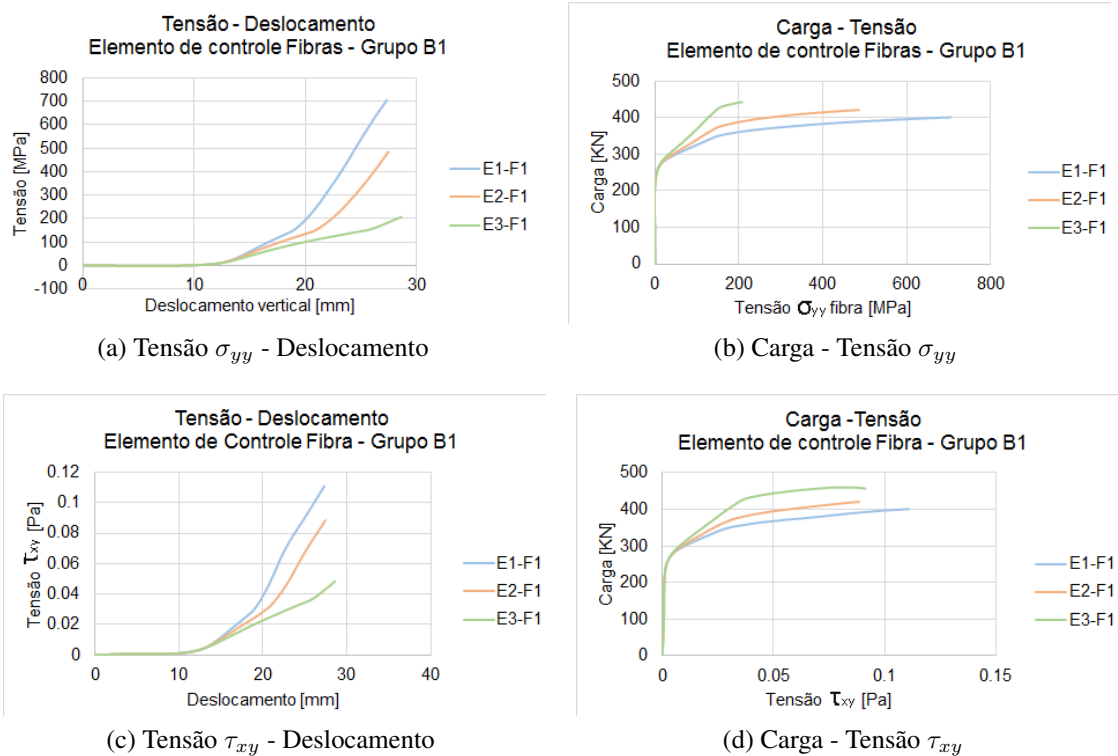 Tensão - Deslocamento
Elemento de controle Fibras - Grupo B1
800
700
600
500
400
300
200
100
0
-100
Tensão [MPa]
0 10 20 30
Deslocamento vertical [mm]
E1-F1
E2-F1
E3-F1
(a) Tensão σyy - Deslocamento
Carga - Tensão
Elemento de controle Fibras - Grupo B1
500
400
300
200
100
0
Carga [KN]
0 200 400 600 800
Tensão σyy fibra [MPa]
E1-F1
E2-F1
E3-F1
(b) Carga - Tensão σyy
Tensão - Deslocamento
Elemento de Controle Fibra - Grupo B1
0.12
0.1
0.08
0.06
0.04
0.02
0
Tensão τxy [Pa]
0 10 20 30 40
Deslocamento [mm]
E1-F1
E2-F1
E3-F1
(c) Tensão τxy - Deslocamento
Carga -Tensão
Elemento de controle Fibra - Grupo B1
500
400
300
200
100
0
Carga [KN]
0 0.05 0.1 0.15
Tensão τxy [Pa]
E1-F1
E2-F1
E3-F1
(d) Carga - Tensão τxy